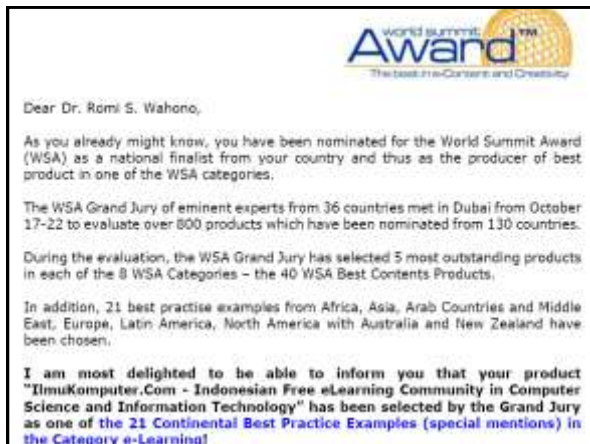 world summit
Award™
The best in e-Content and Creativity
Dear Dr. Romi S. Wahono,
As you already might know, you have been nominated for the World Summit Award
(WSA) as a national finalist from your country and thus as the producer of best
product in one of the WSA categories.
The WSA Grand Jury of eminent experts from 36 countries met in Dubai from October
17-22 to evaluate over 800 products which have been nominated from 130 countries.
During the evaluation, the WSA Grand Jury has selected 5 most outstanding products
in each of the 8 WSA Categories – the 40 WSA Best Contents Products.
In addition, 21 best practise examples from Africa, Asia, Arab Countries and Middle
East, Europe, Latin America, North America with Australia and New Zealand have
been chosen.
I am most delighted to be able to inform you that your product
"IlmuKomputer.Com - Indonesian Free eLearning Community in Computer
Science and Information Technology" has been selected by the Grand Jury
as one of the 21 Continental Best Practice Examples (special mentions) in
the Category e-Learning!